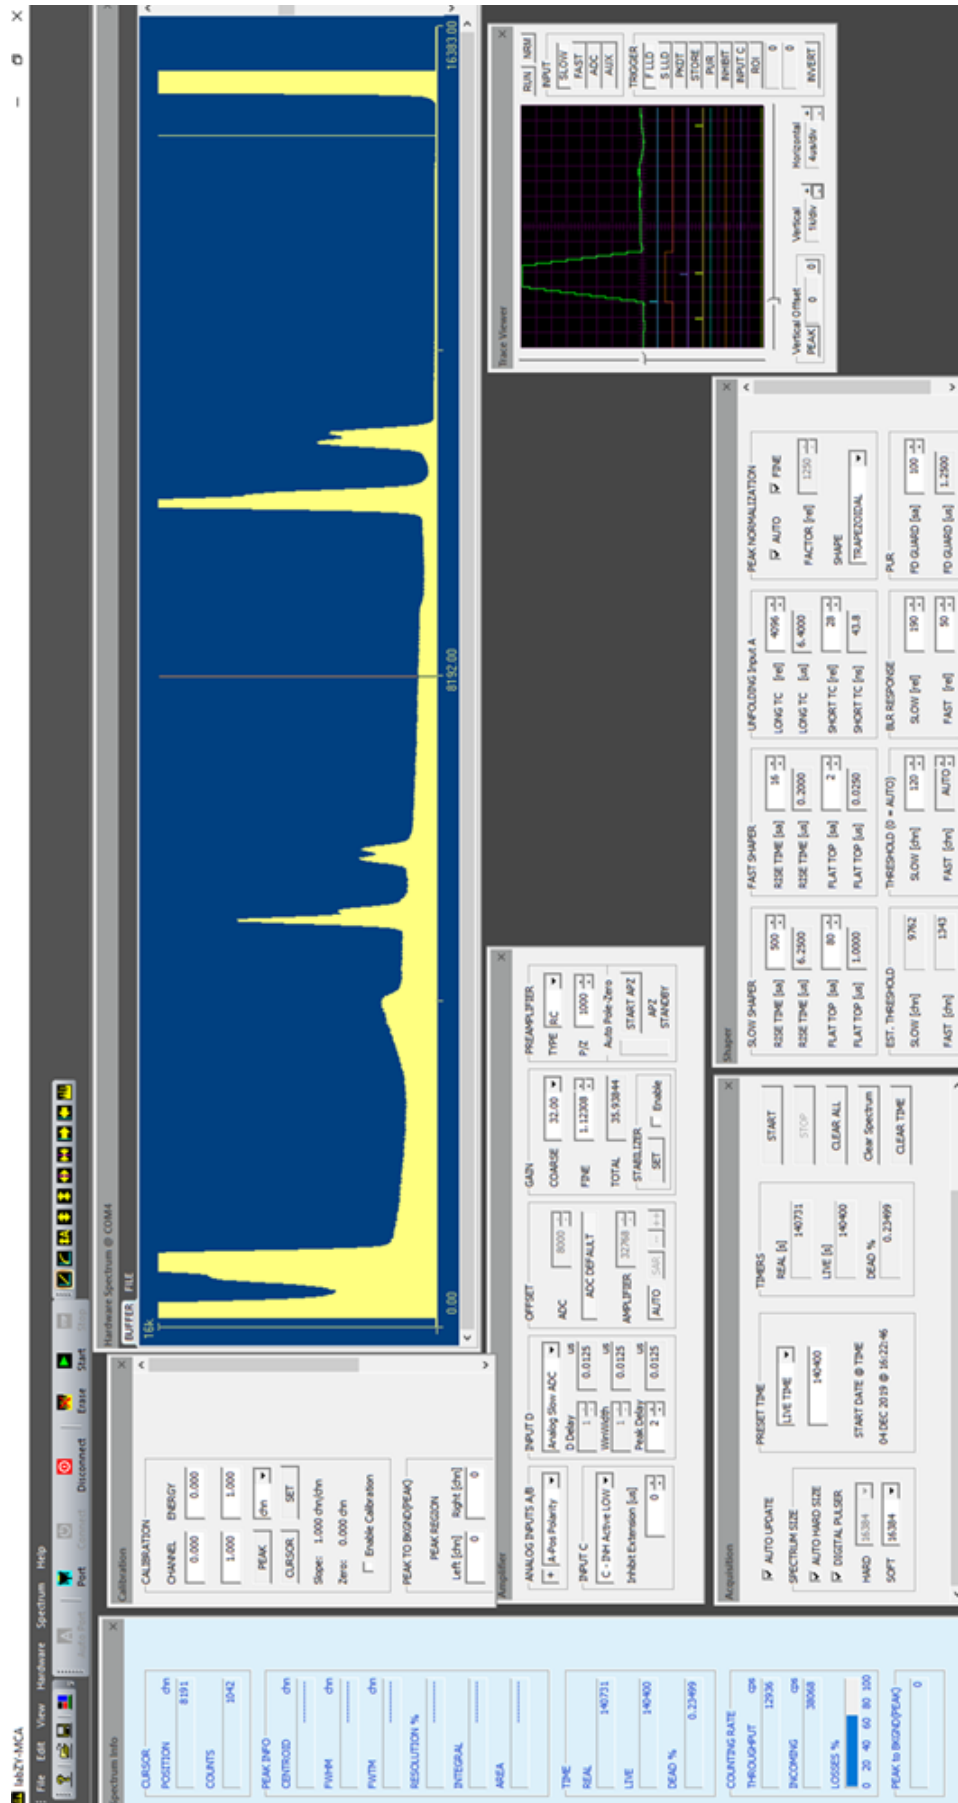 labZY-MCA
File Edit View Hardware Spectrum Help
Auto Port Port Connect Disconnect Erase Start Stop
Spectrum Info
CURSOR
POSITION chn
8191
COUNTS
1042
PEAK INFO
CENTROID chn
FWHM chn
FWTM chn
RESOLUTION %
INTEGRAL
AREA
TIME
REAL
140731
LIVE
140400
DEAD %
0.23499
COUNTING RATE
THROUGHPUT cps
12936
INCOMING cps
38068
LOSSES %
0 20 40 60 80 100
PEAK to BKGND(PEAK)
0
Calibration
CALIBRATION
CHANNEL ENERGY
0.000 0.000
1.000 1.000
PEAK chn
CURSOR SET
Slope: 1.000 chn/chn
Zero: 0.000 chn
Enable Calibration
PEAK TO BKGND(PEAK)
PEAK REGION
Left [chn] Right [chn]
0 0
Hardware Spectrum @ COM4
BUFFER FILE
16k
0.00 8192.00 16383.00
Amplifier
ANALOG INPUTS A/B
+ A-Pos Polarity
INPUT C
C - INH Active LOW
Inhibit Extension [us]
0
INPUT D
Analog Slow ADC
D Delay us
1 0.0125
WinWidth us
1 0.0125
Peak Delay us
2 0.0125
OFFSET
ADC 8000
ADC DEFAULT
AMPLIFIER 32768
AUTO SAR -- ++
GAIN
COARSE 32.00
FINE 1.12308
TOTAL 35.93844
STABILIZER
SET Enable
PREAMPLIFIER
TYPE RC
P/Z 1000
Auto Pole-Zero
START APZ
APZ
STANDBY
Trace Viewer
RUN NRM
INPUT
SLOW
FAST
ADC
AUX
TRIGGER
F LLD
S LLD
PKDT
STORE
PUR
INHIBIT
INPUT C
ROI
0
0
INVERT
Vertical Offset Vertical Horizontal
PEAK 0 0 1k/div + - 4us/div + -
Acquisition
AUTO UPDATE
SPECTRUM SIZE
AUTO HARD SIZE
DIGITAL PULSER
HARD 16384
SOFT 16384
PRESET TIME
LIVE TIME
140400
START DATE @ TIME
04 DEC 2019 @ 16:22:46
TIMERS
REAL [s]
140731
LIVE [s]
140400
DEAD %
0.23499
START
STOP
CLEAR ALL
Clear Spectrum
CLEAR TIME
Shaper
SLOW SHAPER
RISE TIME [sa] 500
RISE TIME [us] 6.2500
FLAT TOP [sa] 80
FLAT TOP [us] 1.0000
FAST SHAPER
RISE TIME [sa] 16
RISE TIME [us] 0.2000
FLAT TOP [sa] 2
FLAT TOP [us] 0.0250
UNFOLDING Input A
LONG TC [rel] 4096
LONG TC [us] 6.4000
SHORT TC [rel] 28
SHORT TC [ns] 43.8
PEAK NORMALIZATION
AUTO FINE
FACTOR [rel] 1250
SHAPE
TRAPEZOIDAL
EST. THRESHOLD
SLOW [chn] 9762
FAST [chn] 1343
THRESHOLD (0 = AUTO)
SLOW [chn] 120
FAST [chn] AUTO
BLR RESPONSE
SLOW [rel] 190
FAST [rel] 50
PUR
FD GUARD [sa] 100
FD GUARD [us] 1.2500